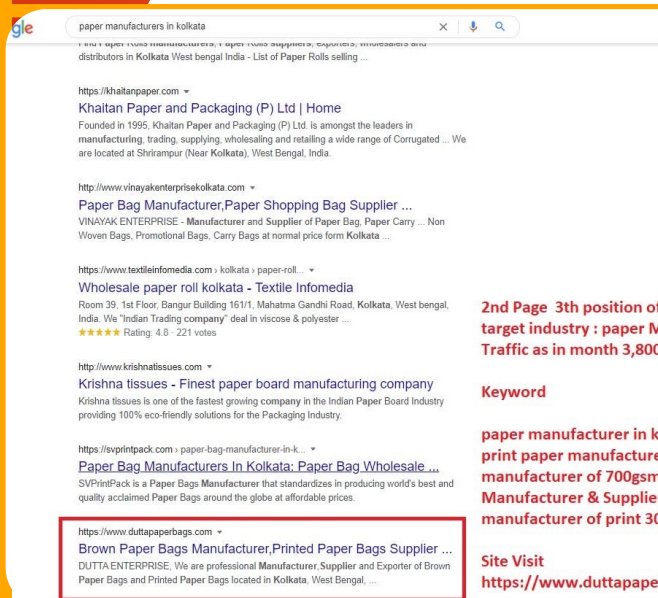 gle
paper manufacturers in kolkata
Find Paper Rolls manufacturers, Paper Rolls suppliers, exporters, wholesalers and
distributors in Kolkata West bengal India - List of Paper Rolls selling ...
https://khaitanpaper.com
Khaitan Paper and Packaging (P) Ltd | Home
Founded in 1995, Khaitan Paper and Packaging (P) Ltd. is amongst the leaders in
manufacturing, trading, supplying, wholesaling and retailing a wide range of Corrugated ... We
are located at Shrirampur (Near Kolkata), West Bengal, India.
http://www.vinayakenterprisekolkata.com
Paper Bag Manufacturer,Paper Shopping Bag Supplier ...
VINAYAK ENTERPRISE - Manufacturer and Supplier of Paper Bag, Paper Carry ... Non
Woven Bags, Promotional Bags, Carry Bags at normal price form Kolkata ...
https://www.textileinfomedia.com › kolkata › paper-roll...
Wholesale paper roll kolkata - Textile Infomedia
Room 39, 1st Floor, Bangur Building 161/1, Mahatma Gandhi Road, Kolkata, West bengal,
India. We "Indian Trading company" deal in viscose & polyester ...
★★★★★ Rating: 4.8 · 221 votes
http://www.krishnatissues.com
Krishna tissues - Finest paper board manufacturing company
Krishna tissues is one of the fastest growing company in the Indian Paper Board Industry
providing 100% eco-friendly solutions for the Packaging Industry.
https://svprintpack.com › paper-bag-manufacturer-in-k...
Paper Bag Manufacturers In Kolkata: Paper Bag Wholesale ...
SVPrintPack is a Paper Bags Manufacturer that standardizes in producing world's best and
quality acclaimed Paper Bags around the globe at affordable prices.
https://www.duttapaperbags.com
Brown Paper Bags Manufacturer,Printed Paper Bags Supplier ...
DUTTA ENTERPRISE, We are professional Manufacturer,Supplier and Exporter of Brown
Paper Bags and Printed Paper Bags located in Kolkata, West Bengal, ...
2nd Page 3th position of
target industry : paper M
Traffic as in month 3,800
Keyword
paper manufacturer in k
print paper manufacture
manufacturer of 700gsm
Manufacturer & Supplie
manufacturer of print 30
Site Visit
https://www.duttapape